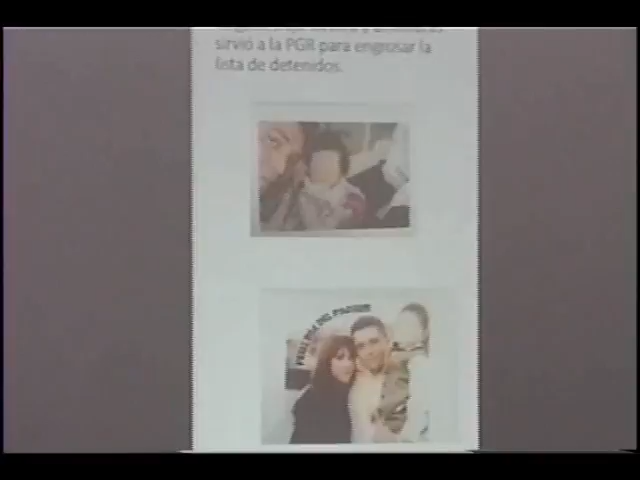 sirvió a la PGR para engrosar la
lista de detenidos.
FELIZ DIA DEL PADRE